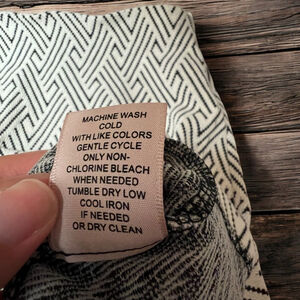 MACHINE WASH
COLD
WITH LIKE COLORS
GENTLE CYCLE
ONLY NON-
CHLORINE BLEACH
WHEN NEEDED
TUMBLE DRY LOW
COOL IRON
IF NEEDED
OR DRY CLEAN